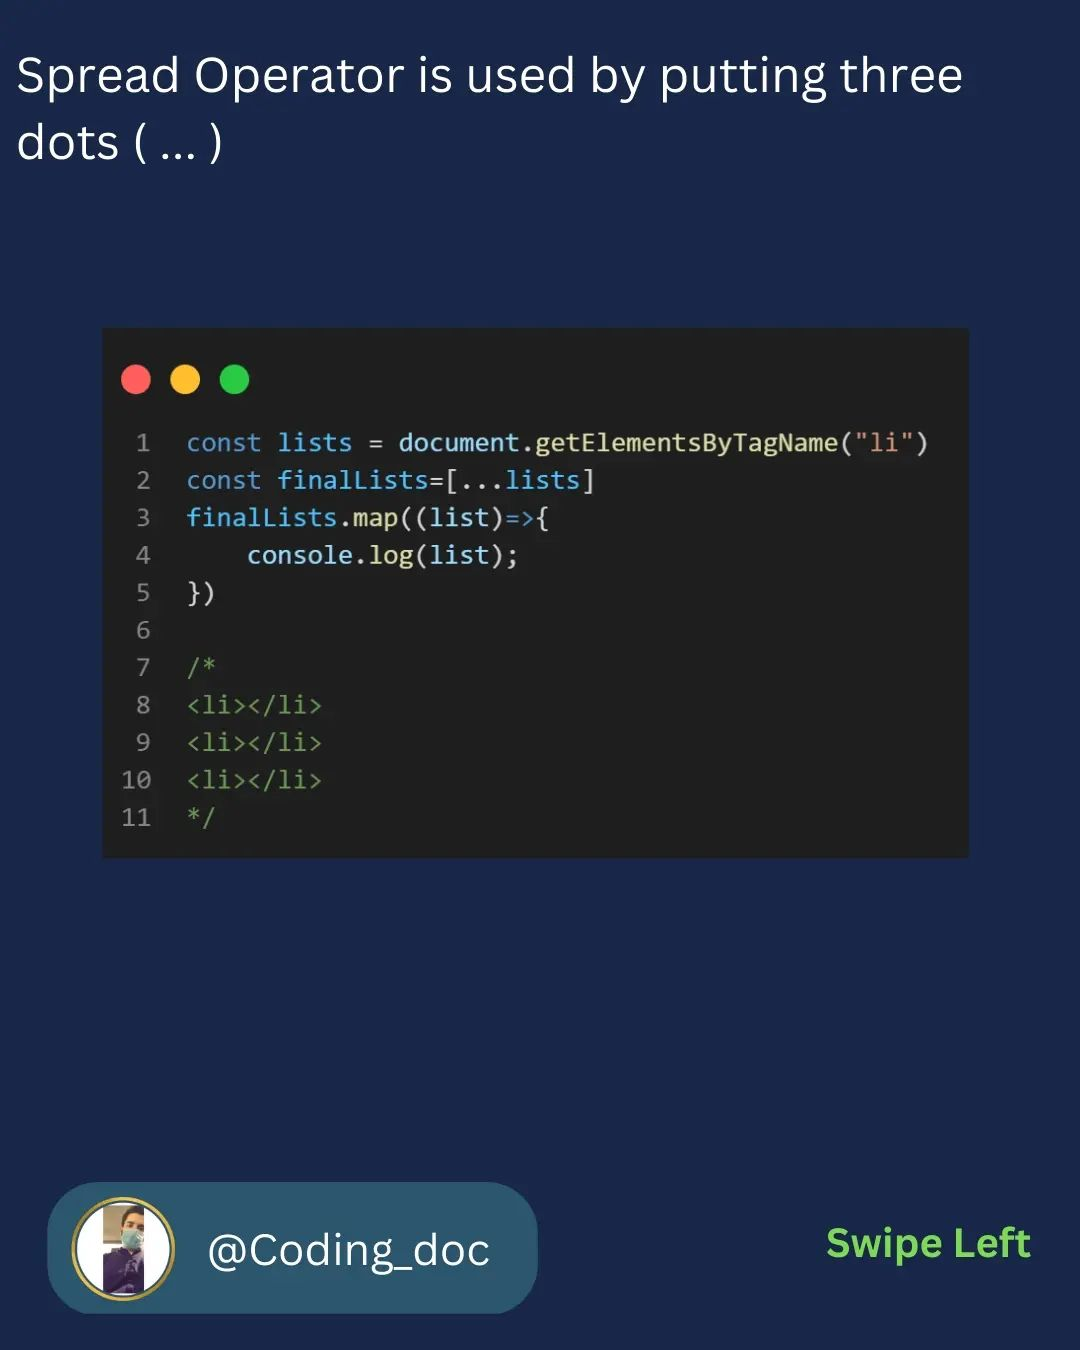 Spread Operator is used by putting three
dots ( ... )
1 const lists = document.getElementsByTagName("li")
2 const finalLists=[...lists]
3 finalLists.map((list)=>{
4     console.log(list);
5 })
6
7 /*
8 <li></li>
9 <li></li>
10 <li></li>
11 */
@Coding_doc
Swipe Left